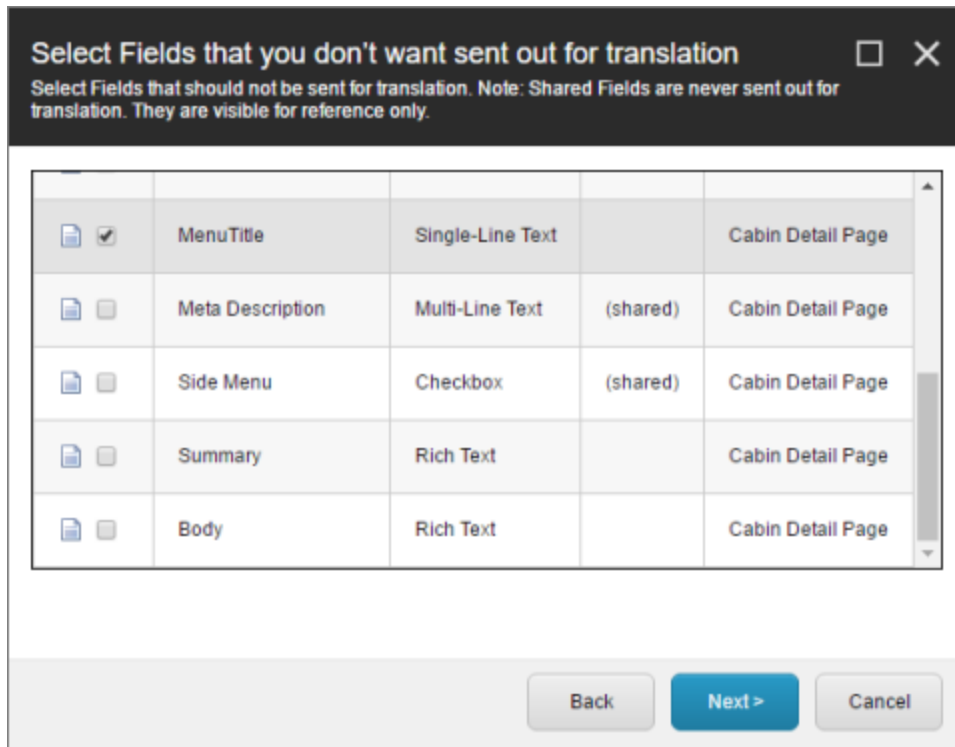 Select Fields that you don't want sent out for translation
Select Fields that should not be sent for translation. Note: Shared Fields are never sent out for
translation. They are visible for reference only.
MenuTitle Single-Line Text Cabin Detail Page
Meta Description Multi-Line Text (shared) Cabin Detail Page
Side Menu Checkbox (shared) Cabin Detail Page
Summary Rich Text Cabin Detail Page
Body Rich Text Cabin Detail Page
Back Next > Cancel